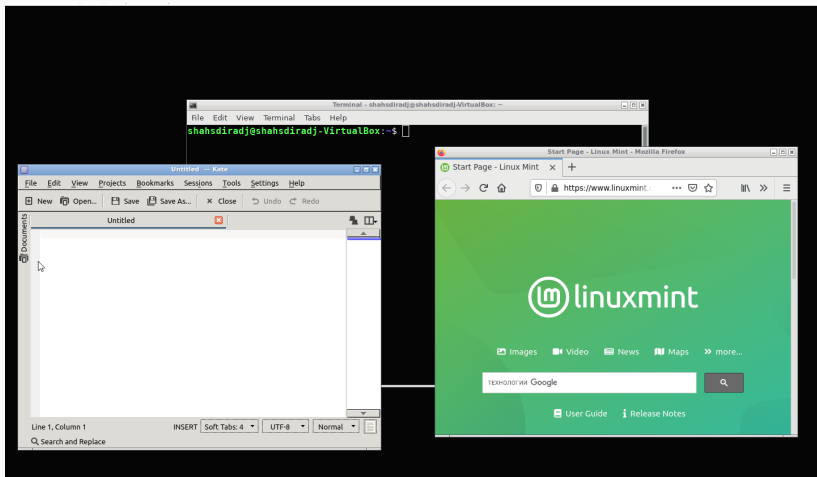 Terminal - shahsdiradj@shahsdiradj-VirtualBox: ~
File Edit View Terminal Tabs Help
shahsdiradj@shahsdiradj-VirtualBox:~$
Start Page - Linux Mint - Mozilla Firefox
Start Page - Linux Mint
https://www.linuxmint.
linuxmint
Images Video News Maps more...
технологии Google
User Guide Release Notes
Untitled — Kate
File Edit View Projects Bookmarks Sessions Tools Settings Help
New Open... Save Save As... Close Undo Redo
Untitled
Documents
Line 1, Column 1 INSERT Soft Tabs: 4 UTF-8 Normal
Search and Replace